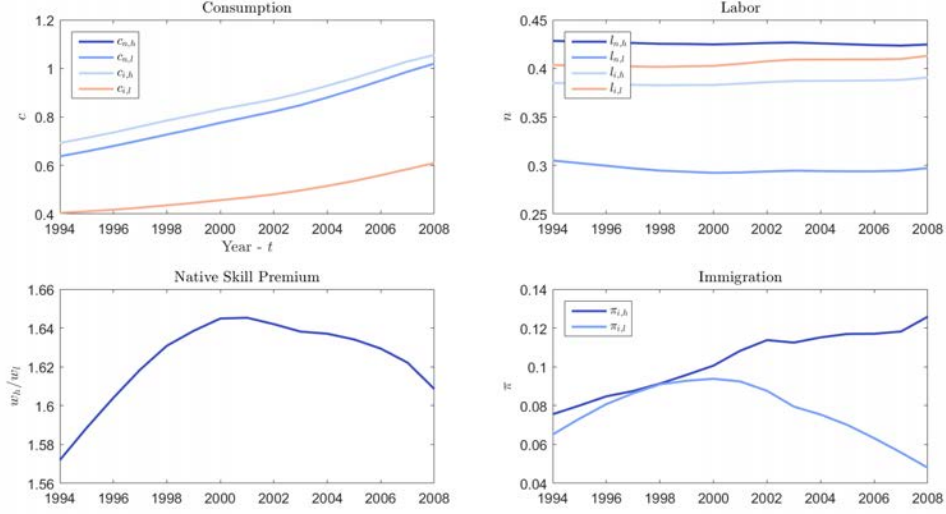 Consumption
1.2
1
0.8
0.6
0.4
c
c_{n,h}
c_{n,l}
c_{i,h}
c_{i,l}
1994 1996 1998 2000 2002 2004 2006 2008
Year - t
Labor
0.45
0.4
0.35
0.3
0.25
n
l_{n,h}
l_{n,l}
l_{i,h}
l_{i,l}
1994 1996 1998 2000 2002 2004 2006 2008
Native Skill Premium
1.66
1.64
1.62
1.6
1.58
1.56
w_h/w_l
1994 1996 1998 2000 2002 2004 2006 2008
Immigration
0.14
0.12
0.1
0.08
0.06
0.04
π
π_{i,h}
π_{i,l}
1994 1996 1998 2000 2002 2004 2006 2008